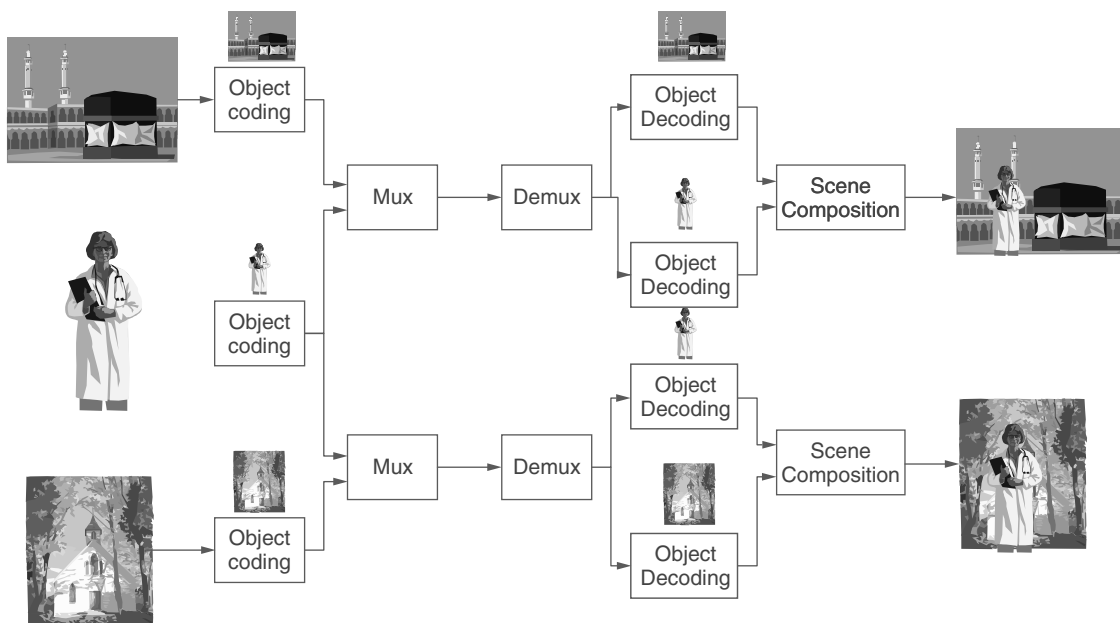 Object
coding
Object
Decoding
Mux
Demux
Scene
Composition
Object
Decoding
Object
coding
Object
Decoding
Mux
Demux
Scene
Composition
Object
coding
Object
Decoding